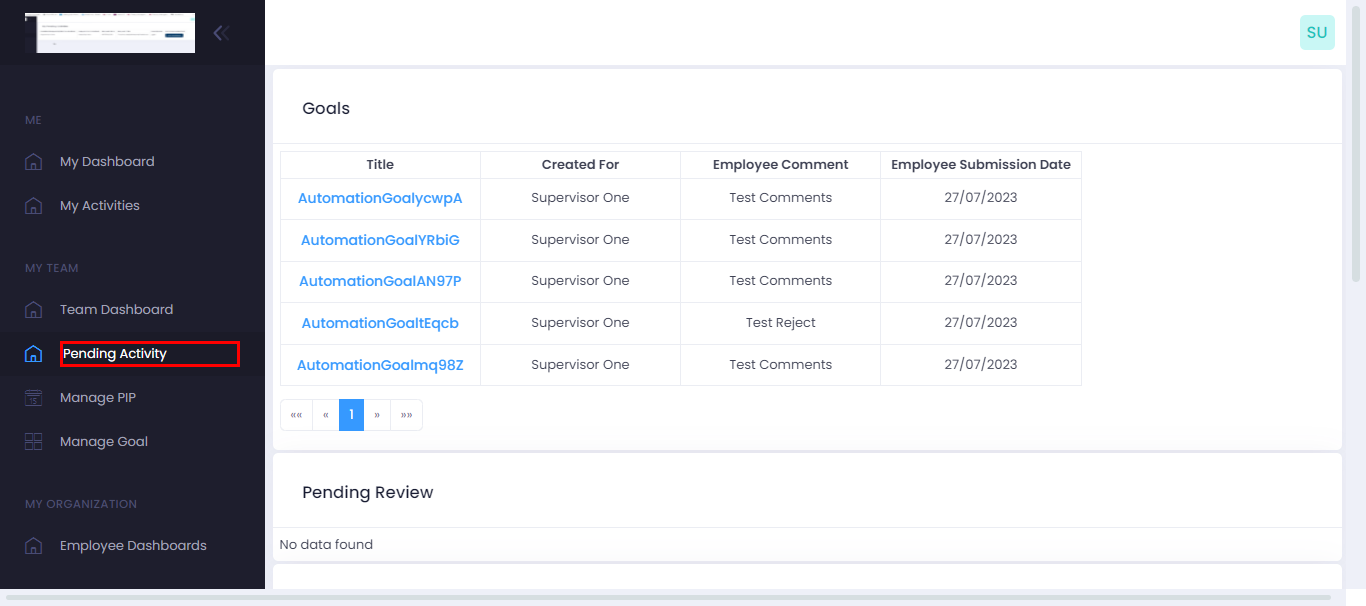 SU
ME
My Dashboard
My Activities
MY TEAM
Team Dashboard
Pending Activity
Manage PIP
Manage Goal
MY ORGANIZATION
Employee Dashboards
Goals
Title Created For Employee Comment Employee Submission Date
AutomationGoalycwpA Supervisor One Test Comments 27/07/2023
AutomationGoalYRbiG Supervisor One Test Comments 27/07/2023
AutomationGoalAN97P Supervisor One Test Comments 27/07/2023
AutomationGoaltEqcb Supervisor One Test Reject 27/07/2023
AutomationGoalmq98Z Supervisor One Test Comments 27/07/2023
«« « 1 » »»
Pending Review
No data found